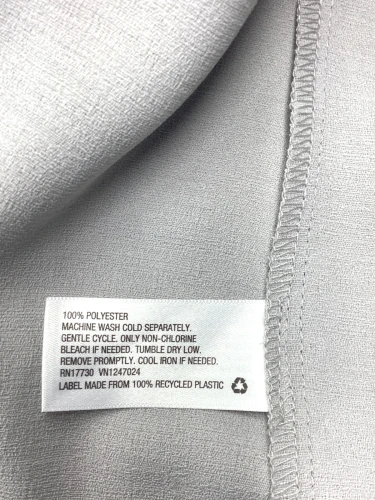 100% POLYESTER
MACHINE WASH COLD SEPARATELY.
GENTLE CYCLE. ONLY NON-CHLORINE
BLEACH IF NEEDED. TUMBLE DRY LOW.
REMOVE PROMPTLY. COOL IRON IF NEEDED.
RN17730 VN1247024
LABEL MADE FROM 100% RECYCLED PLASTIC